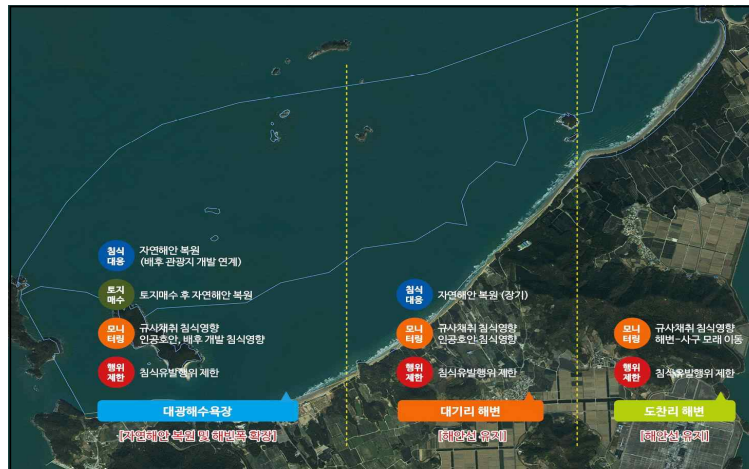 침식
대응
자연해안 복원
(배후 관광지 개발 연계)
토지
매수
토지매수 후 자연해안 복원
모니
터링
규사채취 침식영향
인공호안, 배후 개발 침식영향
행위
제한
침식유발행위 제한
대광해수욕장
[자연해안 복원 및 해빈폭 확장]
침식
대응
자연해안 복원 (장기)
모니
터링
규사채취 침식영향
인공호안 침식영향
행위
제한
침식유발행위 제한
대기리 해변
[해안선 유지]
모니
터링
규사채취 침식영향
해변-사구 모래 이동
행위
제한
침식유발행위 제한
도찬리 해변
[해안선 유지]